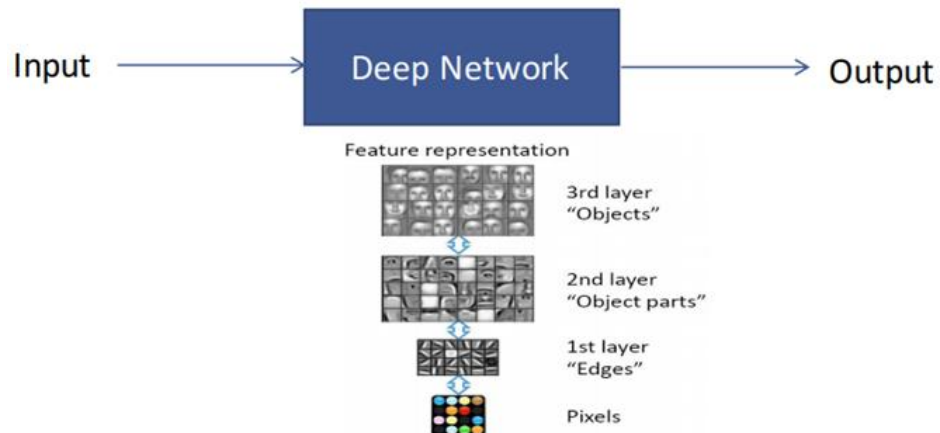 Input
Deep Network
Output
Feature representation
3rd layer
“Objects”
2nd layer
“Object parts”
1st layer
“Edges”
Pixels